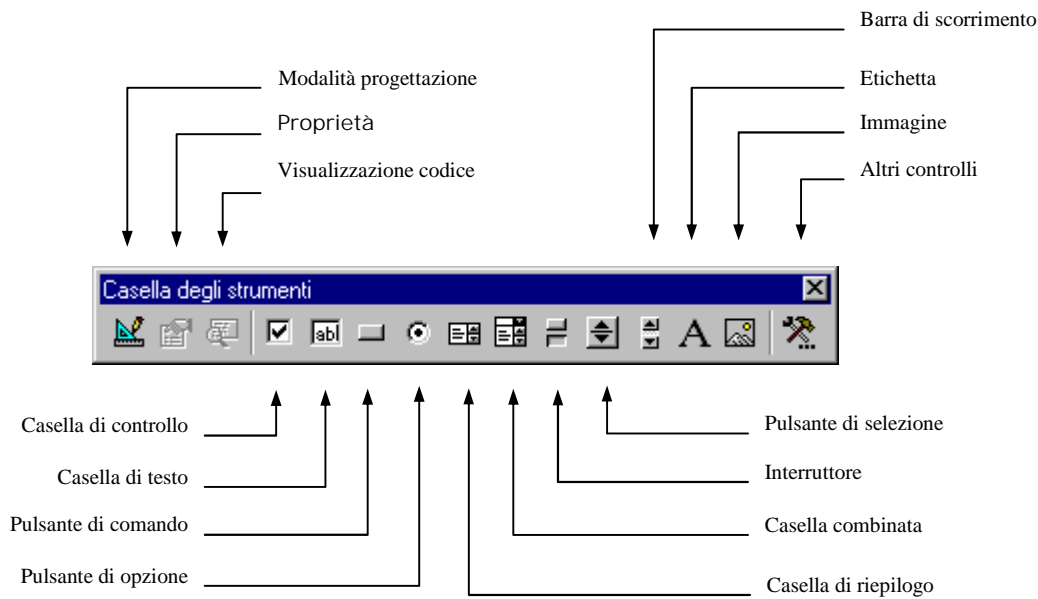 Barra di scorrimento
Modalità progettazione
Etichetta
Proprietà
Immagine
Visualizzazione codice
Altri controlli
Casella degli strumenti
abl
A
Casella di controllo
Pulsante di selezione
Casella di testo
Interruttore
Pulsante di comando
Casella combinata
Pulsante di opzione
Casella di riepilogo